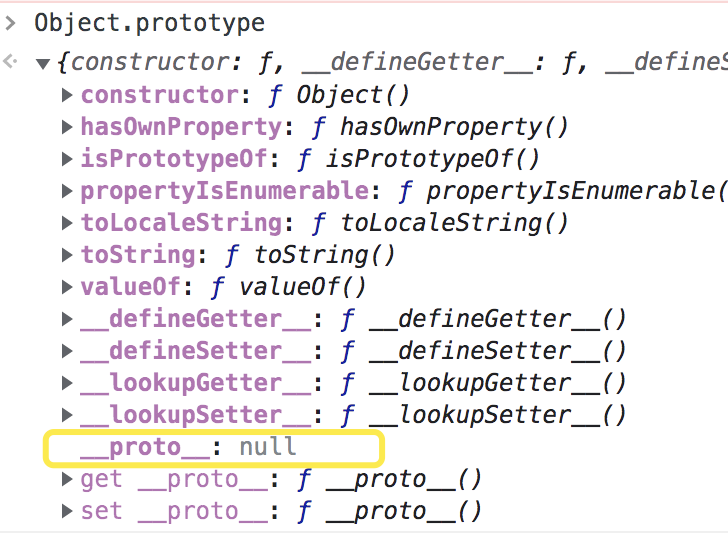 > Object.prototype
{constructor: ƒ, __defineGetter__: ƒ, __defineS
constructor: ƒ Object()
hasOwnProperty: ƒ hasOwnProperty()
isPrototypeOf: ƒ isPrototypeOf()
propertyIsEnumerable: ƒ propertyIsEnumerable(
toLocaleString: ƒ toLocaleString()
toString: ƒ toString()
valueOf: ƒ valueOf()
__defineGetter__: ƒ __defineGetter__()
__defineSetter__: ƒ __defineSetter__()
__lookupGetter__: ƒ __lookupGetter__()
__lookupSetter__: ƒ __lookupSetter__()
__proto__: null
get __proto__: ƒ __proto__()
set __proto__: ƒ __proto__()